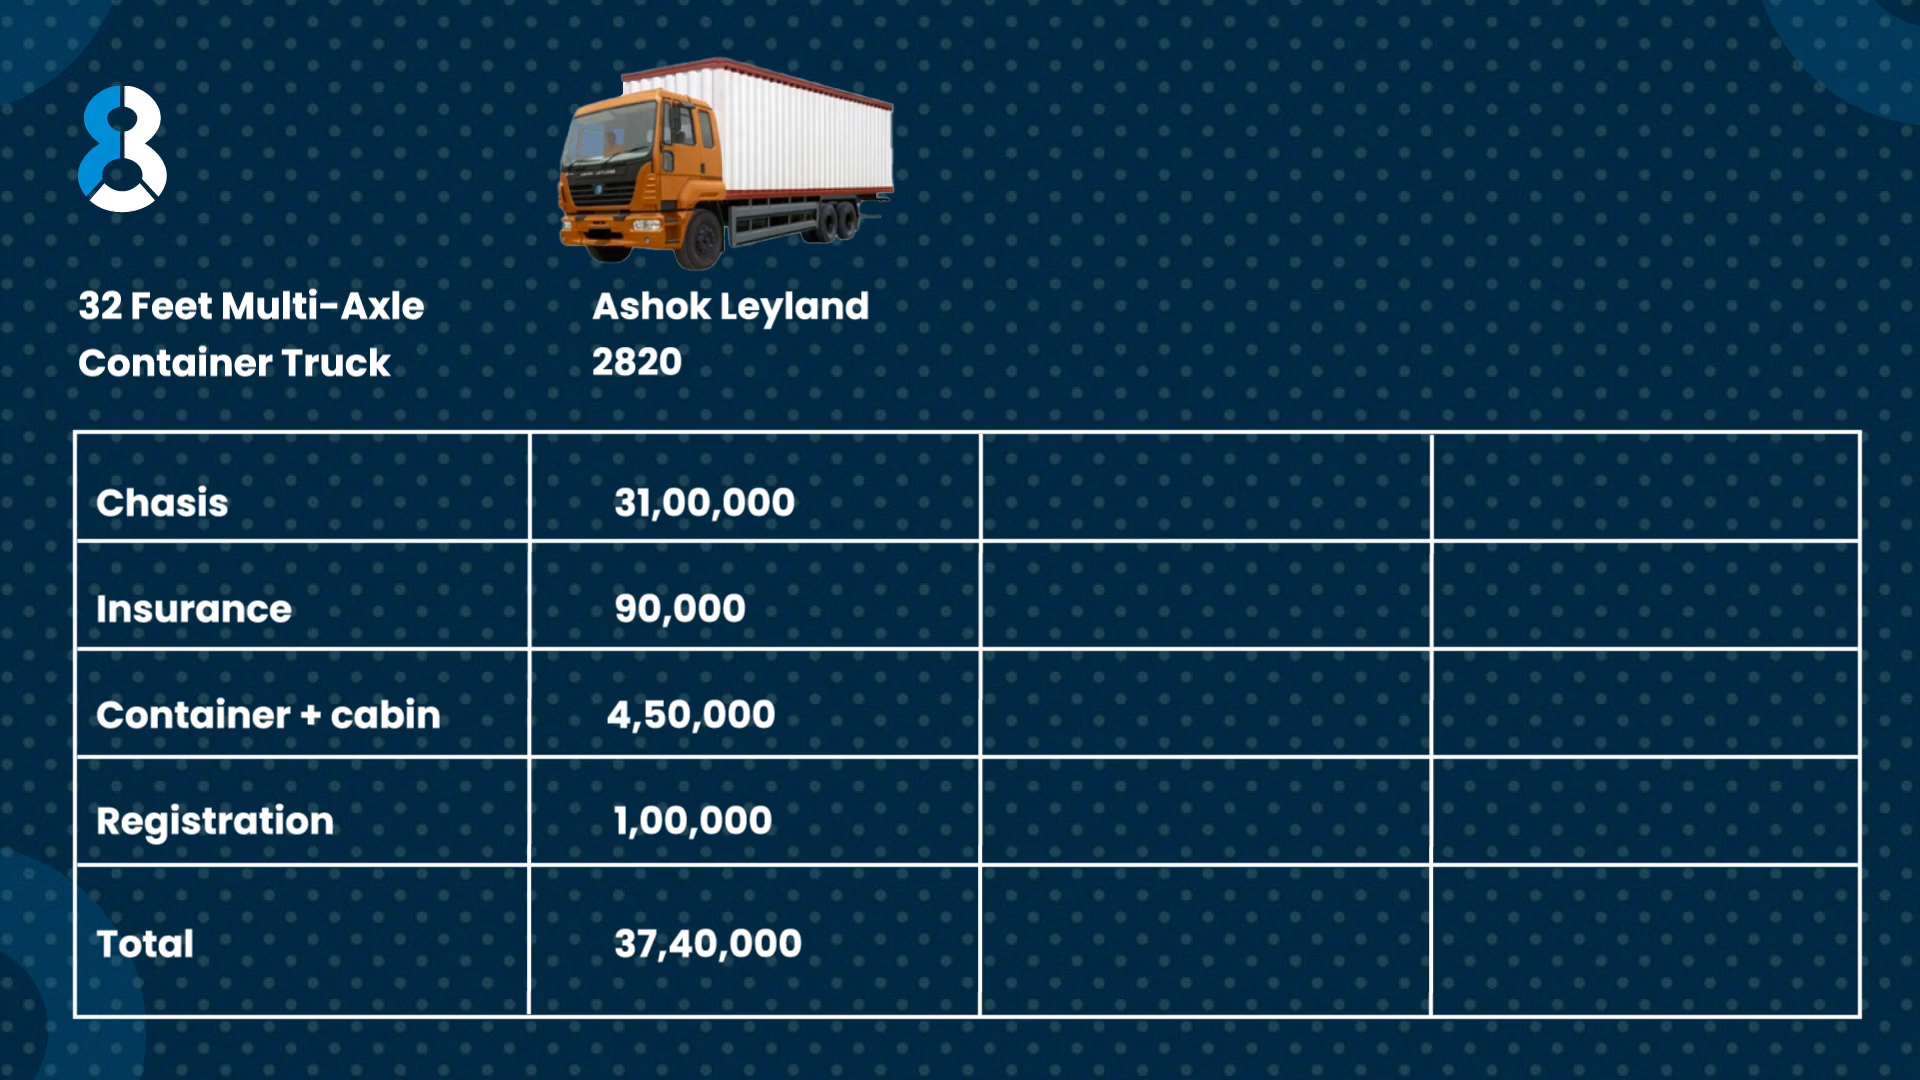 32 Feet Multi-Axle
Container Truck
Ashok Leyland
2820
Chasis
31,00,000
Insurance
90,000
Container + cabin
4,50,000
Registration
1,00,000
Total
37,40,000